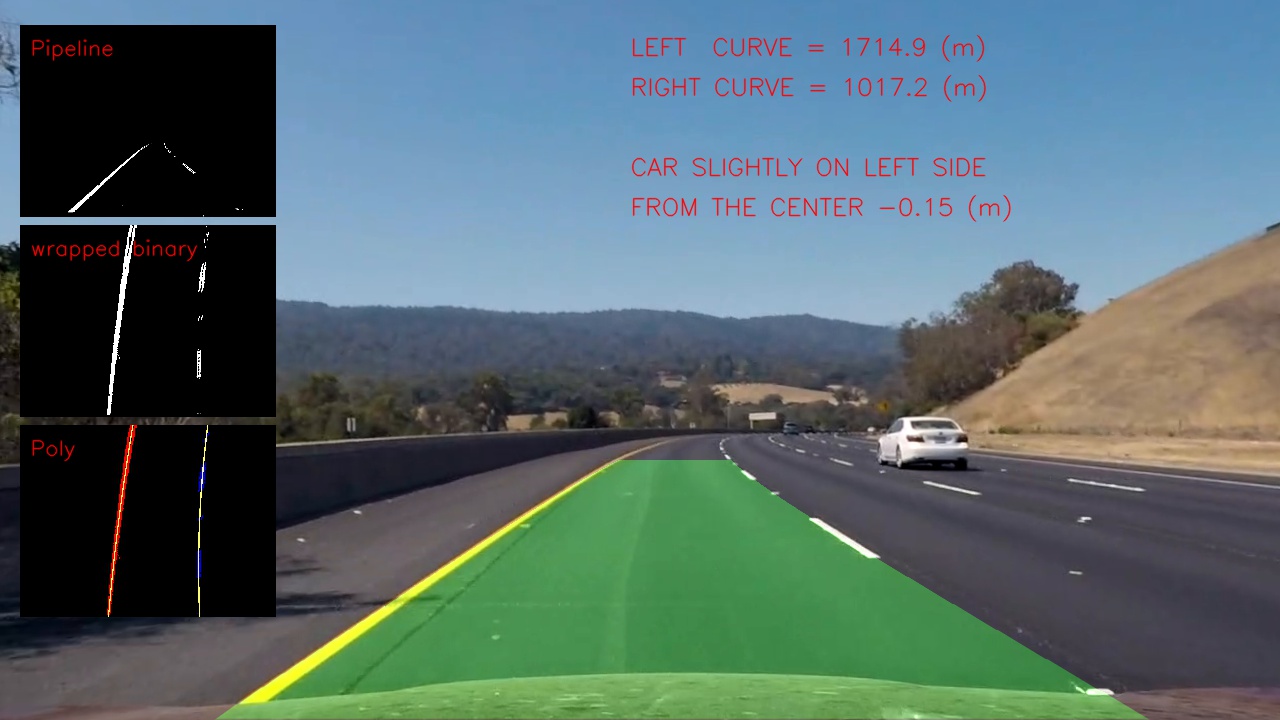 Pipeline
wrapped binary
Poly
LEFT  CURVE = 1714.9 (m)
RIGHT CURVE = 1017.2 (m)
CAR SLIGHTLY ON LEFT SIDE
FROM THE CENTER -0.15 (m)